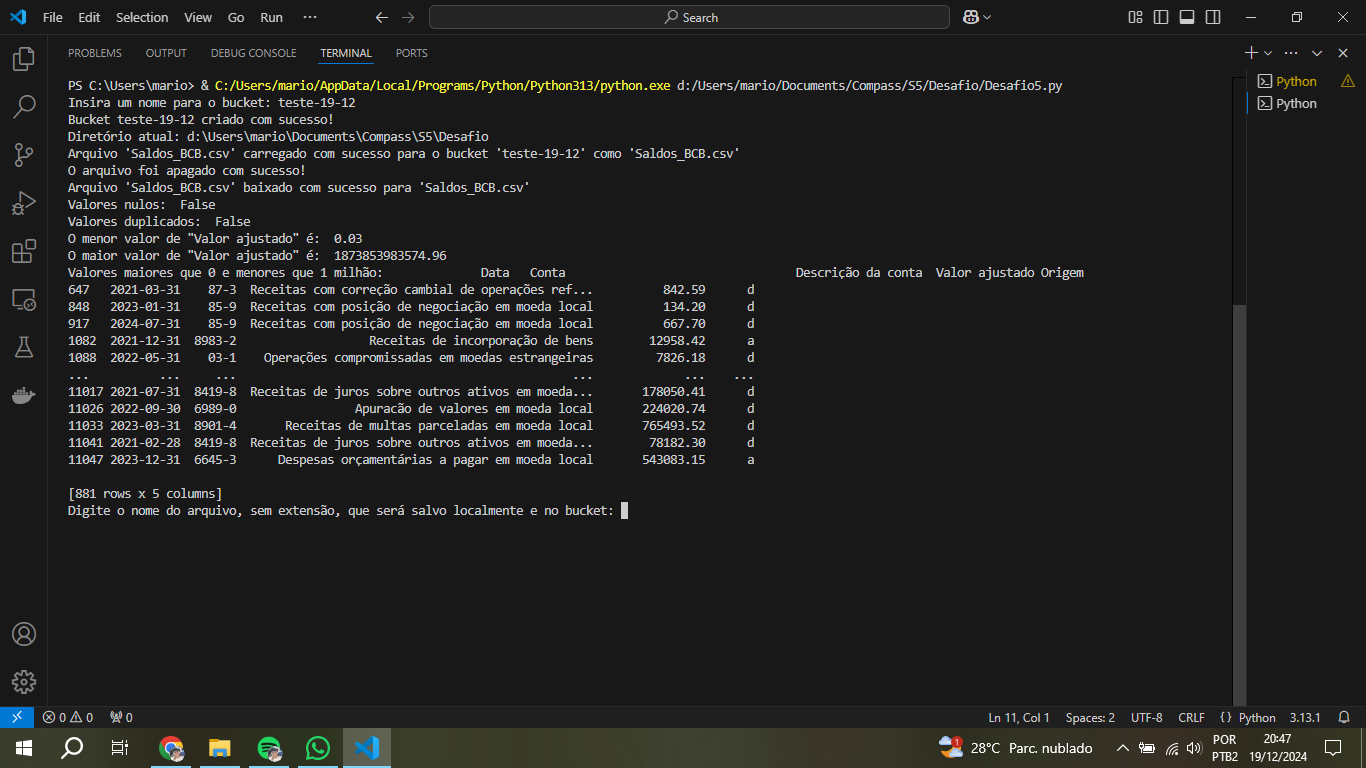 File Edit Selection View Go Run ··· Search
PROBLEMS OUTPUT DEBUG CONSOLE TERMINAL PORTS
PS C:\Users\mario> & C:/Users/mario/AppData/Local/Programs/Python/Python313/python.exe d:/Users/mario/Documents/Compass/S5/Desafio/Desafio5.py
Insira um nome para o bucket: teste-19-12
Bucket teste-19-12 criado com sucesso!
Diretório atual: d:\Users\mario\Documents\Compass\S5\Desafio
Arquivo 'Saldos_BCB.csv' carregado com sucesso para o bucket 'teste-19-12' como 'Saldos_BCB.csv'
O arquivo foi apagado com sucesso!
Arquivo 'Saldos_BCB.csv' baixado com sucesso para 'Saldos_BCB.csv'
Valores nulos:  False
Valores duplicados:  False
O menor valor de "Valor ajustado" é:  0.03
O maior valor de "Valor ajustado" é:  1873853983574.96
Valores maiores que 0 e menores que 1 milhão:              Data   Conta                                 Descrição da conta  Valor ajustado Origem
647   2021-03-31    87-3  Receitas com correção cambial de operações ref...          842.59      d
848   2023-01-31    85-9  Receitas com posição de negociação em moeda local          134.20      d
917   2024-07-31    85-9  Receitas com posição de negociação em moeda local          667.70      d
1082  2021-12-31  8983-2                   Receitas de incorporação de bens        12958.42      a
1088  2022-05-31    03-1    Operações compromissadas em moedas estrangeiras         7826.18      d
...          ...     ...                                                ...             ...    ...
11017 2021-07-31  8419-8  Receitas de juros sobre outros ativos em moeda...       178050.41      d
11026 2022-09-30  6989-0                 Apuracão de valores em moeda local       224020.74      d
11033 2023-03-31  8901-4       Receitas de multas parceladas em moeda local       765493.52      d
11041 2021-02-28  8419-8  Receitas de juros sobre outros ativos em moeda...        78182.30      d
11047 2023-12-31  6645-3      Despesas orçamentárias a pagar em moeda local       543083.15      a
[881 rows x 5 columns]
Digite o nome do arquivo, sem extensão, que será salvo localmente e no bucket:
Python
Python
0 0 0 Ln 11, Col 1 Spaces: 2 UTF-8 CRLF {} Python 3.13.1
1 28°C Parc. nublado POR 20:47
PTB2 19/12/2024